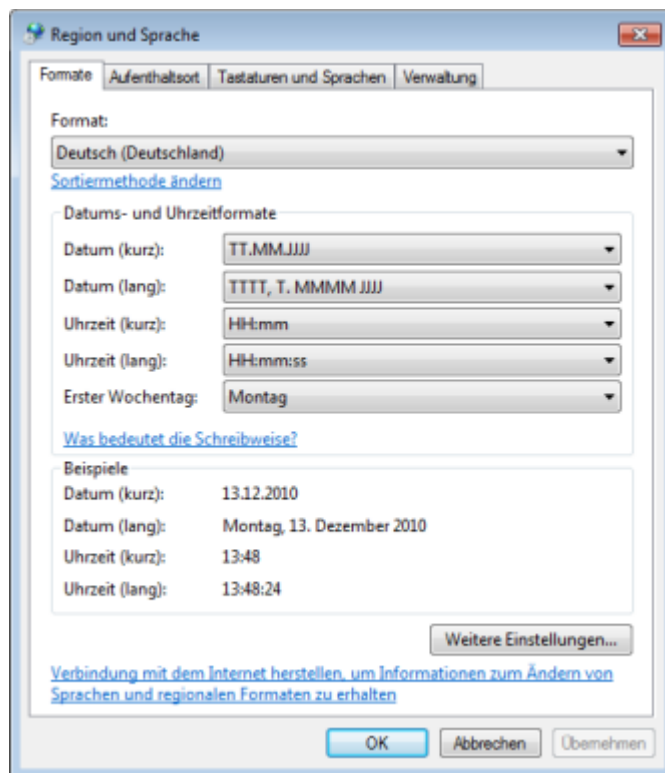 Region und Sprache
Formate Aufenthaltsort Tastaturen und Sprachen Verwaltung
Format:
Deutsch (Deutschland)
Sortiermethode ändern
Datums- und Uhrzeitformate
Datum (kurz): TT.MM.JJJJ
Datum (lang): TTTT, T. MMMM JJJJ
Uhrzeit (kurz): HH:mm
Uhrzeit (lang): HH:mm:ss
Erster Wochentag: Montag
Was bedeutet die Schreibweise?
Beispiele
Datum (kurz): 13.12.2010
Datum (lang): Montag, 13. Dezember 2010
Uhrzeit (kurz): 13:48
Uhrzeit (lang): 13:48:24
Weitere Einstellungen...
Verbindung mit dem Internet herstellen, um Informationen zum Ändern von
Sprachen und regionalen Formaten zu erhalten
OK Abbrechen Übernehmen